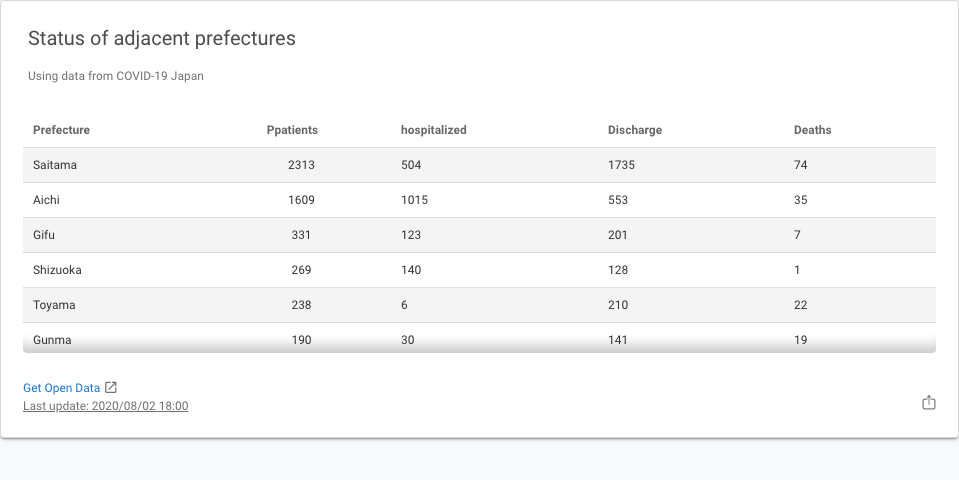 Status of adjacent prefectures
Using data from COVID-19 Japan
Prefecture Ppatients hospitalized Discharge Deaths
Saitama 2313 504 1735 74
Aichi 1609 1015 553 35
Gifu 331 123 201 7
Shizuoka 269 140 128 1
Toyama 238 6 210 22
Gunma 190 30 141 19
Get Open Data
Last update: 2020/08/02 18:00